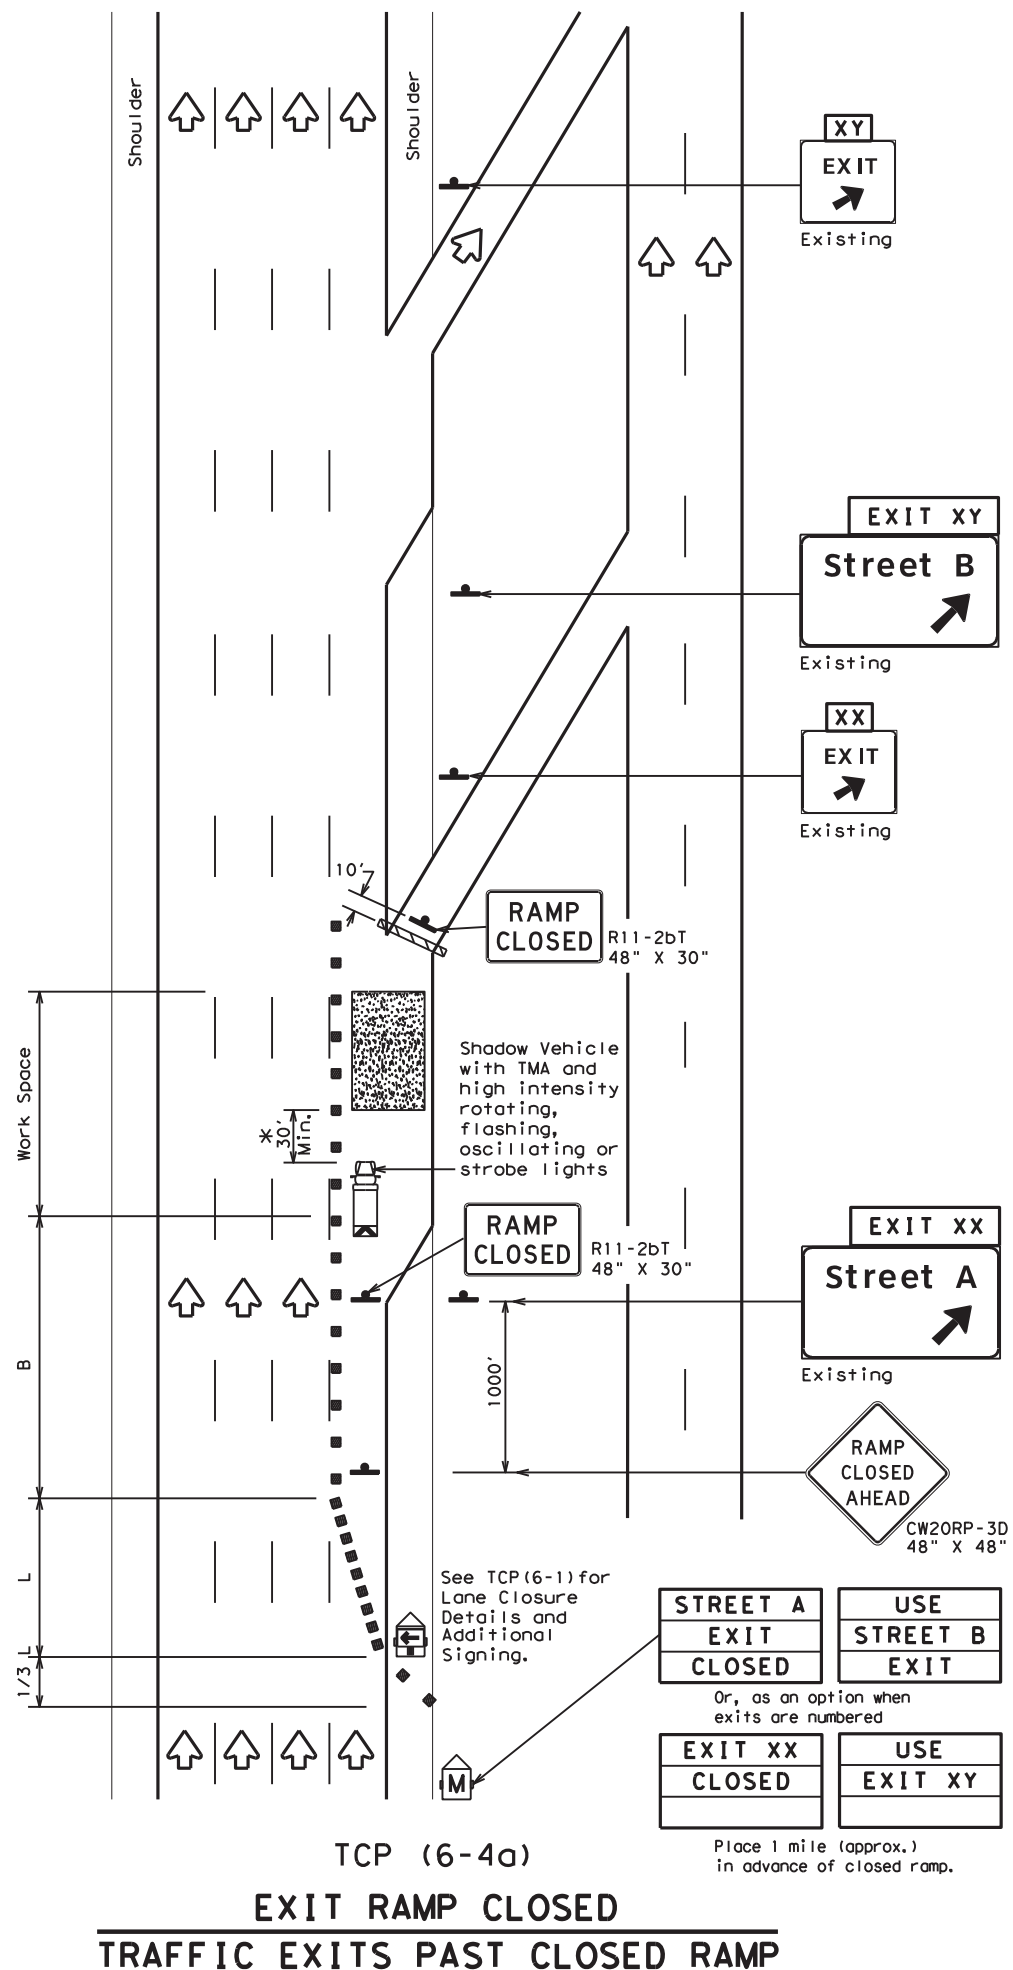 Shoulder
Shoulder
XY
EXIT
Existing
EXIT XY
Street B
Existing
XX
EXIT
Existing
10'
RAMP
CLOSED
R11-2bT
48" X 30"
Work Space
*
30'
Min.
Shadow Vehicle
with TMA and
high intensity
rotating,
flashing,
oscillating or
strobe lights
RAMP
CLOSED
R11-2bT
48" X 30"
EXIT XX
Street A
Existing
B
1000'
RAMP
CLOSED
AHEAD
CW20RP-3D
48" X 48"
L
1/3 L
See TCP(6-1)for
Lane Closure
Details and
Additional
Signing.
STREET A
EXIT
CLOSED
USE
STREET B
EXIT
Or, as an option when
exits are numbered
EXIT XX
CLOSED
USE
EXIT XY
M
Place 1 mile (approx.)
in advance of closed ramp.
TCP (6-4a)
EXIT RAMP CLOSED
TRAFFIC EXITS PAST CLOSED RAMP